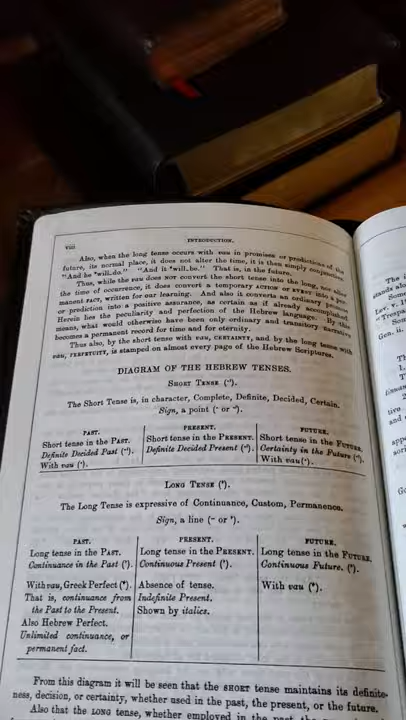 viii
INTRODUCTION.
Also, when the long tense occurs with vau in promises or predictions of the
future, its normal place, it does not alter the time, it is then simply conjunctive.
"And he will do." "And it will be." That is, in the future.
Thus, while the vau does NOT convert the short tense into the long, nor alter
the time of occurrence, it does convert a temporary ACTION OR EVENT into a per-
manent FACT, written for our learning. And also it converts an ordinary promise
or prediction into a positive assurance, as certain as if already accomplished.
Herein lies the peculiarity and perfection of the Hebrew language. By this
means, what would otherwise have been only ordinary and transitory narrative
becomes a permanent record for time and for eternity.
Thus also, by the short tense with vau, CERTAINTY, and by the long tense with
vau, PERPETUITY, is stamped on almost every page of the Hebrew Scriptures.
DIAGRAM OF THE HEBREW TENSES.
SHORT TENSE (•).
The Short Tense is, in character, Complete, Definite, Decided, Certain.
Sign, a point
PAST. PRESENT. FUTURE.
Short tense in the PAST. Short tense in the PRESENT. Short tense in the FUTURE.
Definite Decided Past Definite Decided Present Certainty in the Future
With vau With vau
LONG TENSE
The Long Tense is expressive of Continuance, Custom, Permanence.
Sign, a line
PAST. PRESENT. FUTURE.
Long tense in the PAST. Long tense in the PRESENT. Long tense in the FUTURE.
Continuance in the Past Continuous Present Continuous Future.
With vau, Greek Perfect Absence of tense. With vau
That is, continuance from Indefinite Present.
the Past to the Present. Shown by italics.
Also Hebrew Perfect.
Unlimited continuance, or
permanent fact.
From this diagram it will be seen that the SHORT tense maintains its definite-
ness, decision, or certainty, whether used in the past, the present, or the future.
Also that the LONG tense, whether employed in the past, the present